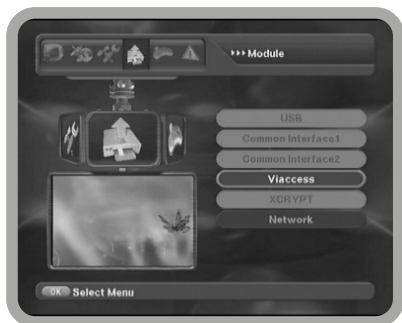 ▸▸▸ Module
USB
Common Interface1
Common Interface2
Viaccess
XCRYPT
Network
OK Select Menu